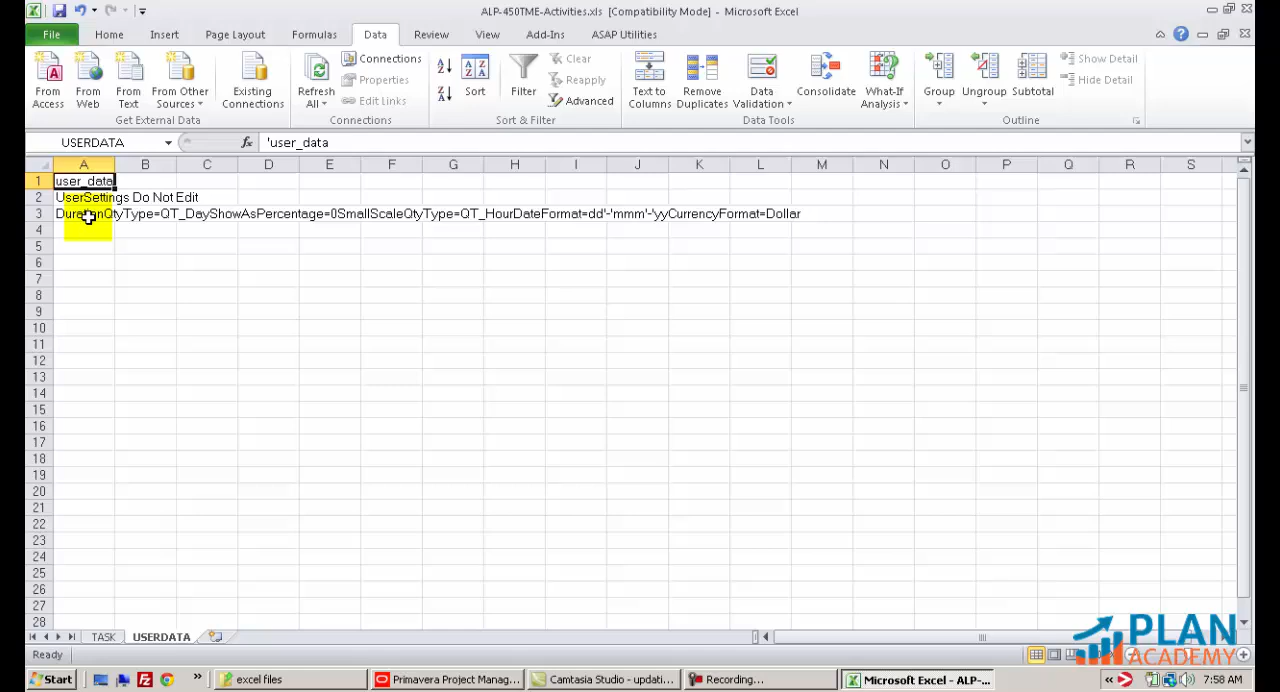 ALP-450TME-Activities.xls [Compatibility Mode] - Microsoft Excel
File Home Insert Page Layout Formulas Data Review View Add-Ins ASAP Utilities
From Access
From Web
From Text
From Other Sources
Existing Connections
Get External Data
Refresh All
Connections
Properties
Edit Links
Connections
Sort
Filter
Clear
Reapply
Advanced
Sort & Filter
Text to Columns
Remove Duplicates
Data Validation
Consolidate
What-If Analysis
Data Tools
Group
Ungroup
Subtotal
Show Detail
Hide Detail
Outline
USERDATA fx 'user_data
A B C D E F G H I J K L M N O P Q R S
1 user_data
2 UserSettings Do Not Edit
3 DurationQtyType=QT_DayShowAsPercentage=0SmallScaleQtyType=QT_HourDateFormat=dd'-'mmm'-'yyCurrencyFormat=Dollar
4
5
6
7
8
9
10
11
12
13
14
15
16
17
18
19
20
21
22
23
24
25
26
27
28
TASK USERDATA
Ready
PLAN
ACADEMY
Start excel files Primavera Project Manag... Camtasia Studio - updati... Recording... Microsoft Excel - ALP-... 7:58 AM